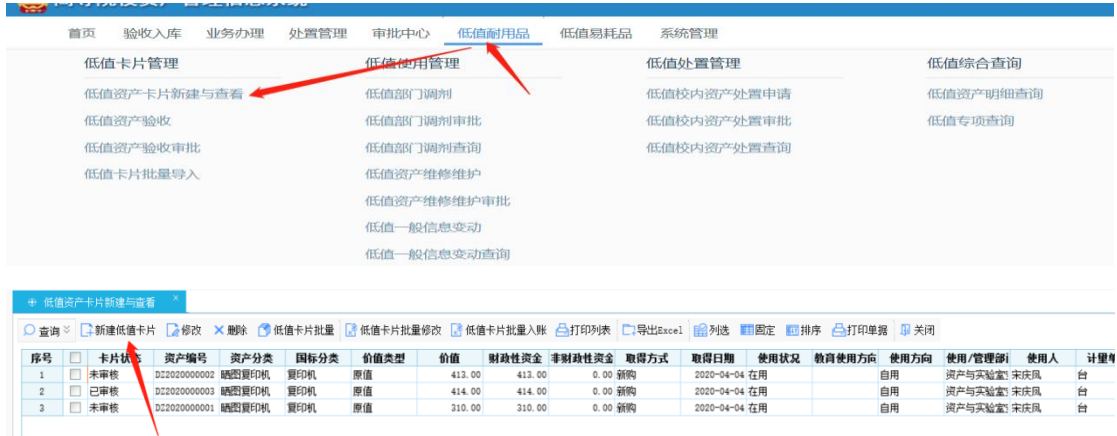 首页 验收入库 业务办理 处置管理 审批中心 低值耐用品 低值易耗品 系统管理
低值卡片管理 低值使用管理 低值处置管理 低值综合查询
低值资产卡片新建与查看 低值部门调剂 低值校内资产处置申请 低值资产明细查询
低值资产验收 低值部门调剂审批 低值校内资产处置审批 低值专项查询
低值资产验收审批 低值部门调剂查询 低值校内资产处置查询
低值卡片批量导入 低值资产维修维护
低值资产维修维护审批
低值一般信息变动
低值一般信息变动查询
低值资产卡片新建与查看 ×
查询 新建低值卡片 修改 删除 低值卡片批量 低值卡片批量修改 低值卡片批量入账 打印列表 导出Excel 列选 固定 排序 打印单据 关闭
序号 卡片状态 资产编号 资产分类 国标分类 价值类型 价值 财政性资金 非财政性资金 取得方式 取得日期 使用状况 教育使用方向 使用方向 使用/管理部 使用人 计量单
1 未审核 DZ2020000002 晒图复印机 复印机 原值 413.00 413.00 0.00 新购 2020-04-04 在用 自用 资产与实验室 宋庆凤 台
2 已审核 DZ2020000003 晒图复印机 复印机 原值 414.00 414.00 0.00 新购 2020-04-04 在用 自用 资产与实验室 宋庆凤 台
3 未审核 DZ2020000001 晒图复印机 复印机 原值 310.00 310.00 0.00 新购 2020-04-04 在用 自用 资产与实验室 宋庆凤 台